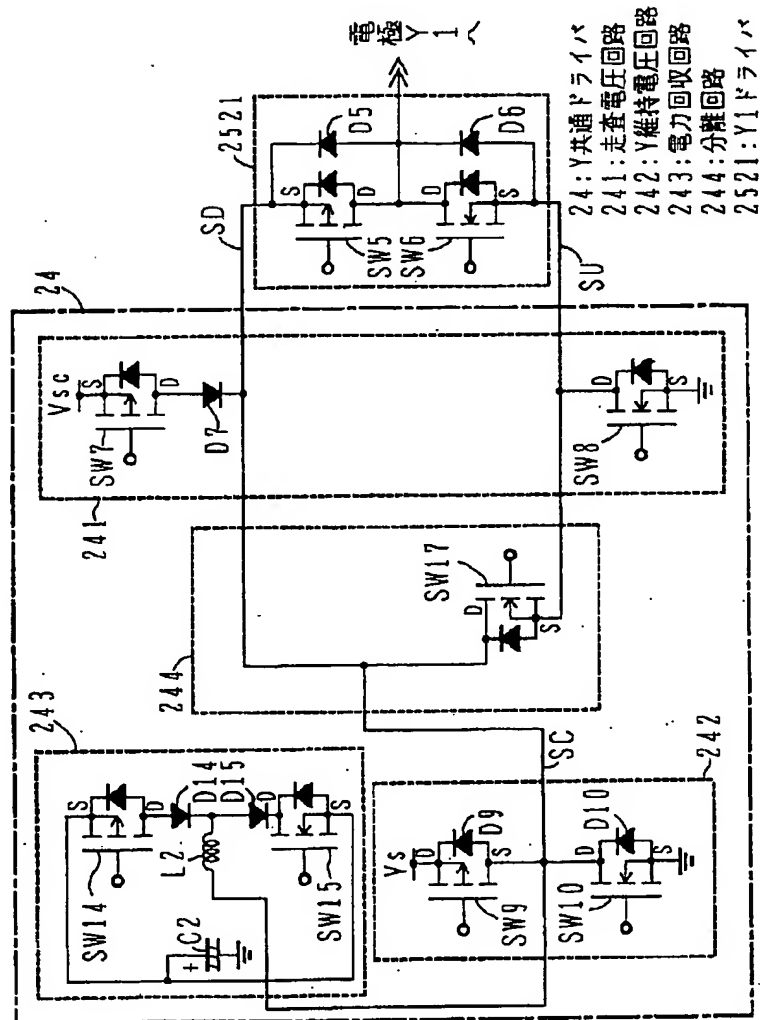 24
243
SW14
S
D
D14
L2
D15
D
SW15
S
+
C2
244
SW17
D
S
241
Vsc
SW7
S
D
D7
SW8
D
S
242
Vs
SW9
D
D9
S
SC
SW10
D
D10
S
SD
SU
2521
SW5
S
D
D5
SW6
D
S
D6
電極Y1へ
24:Y共通ドライバ
241:走査電圧回路
242:Y維持電圧回路
243:電力回収回路
244:分離回路
2521:Y1ドライバ